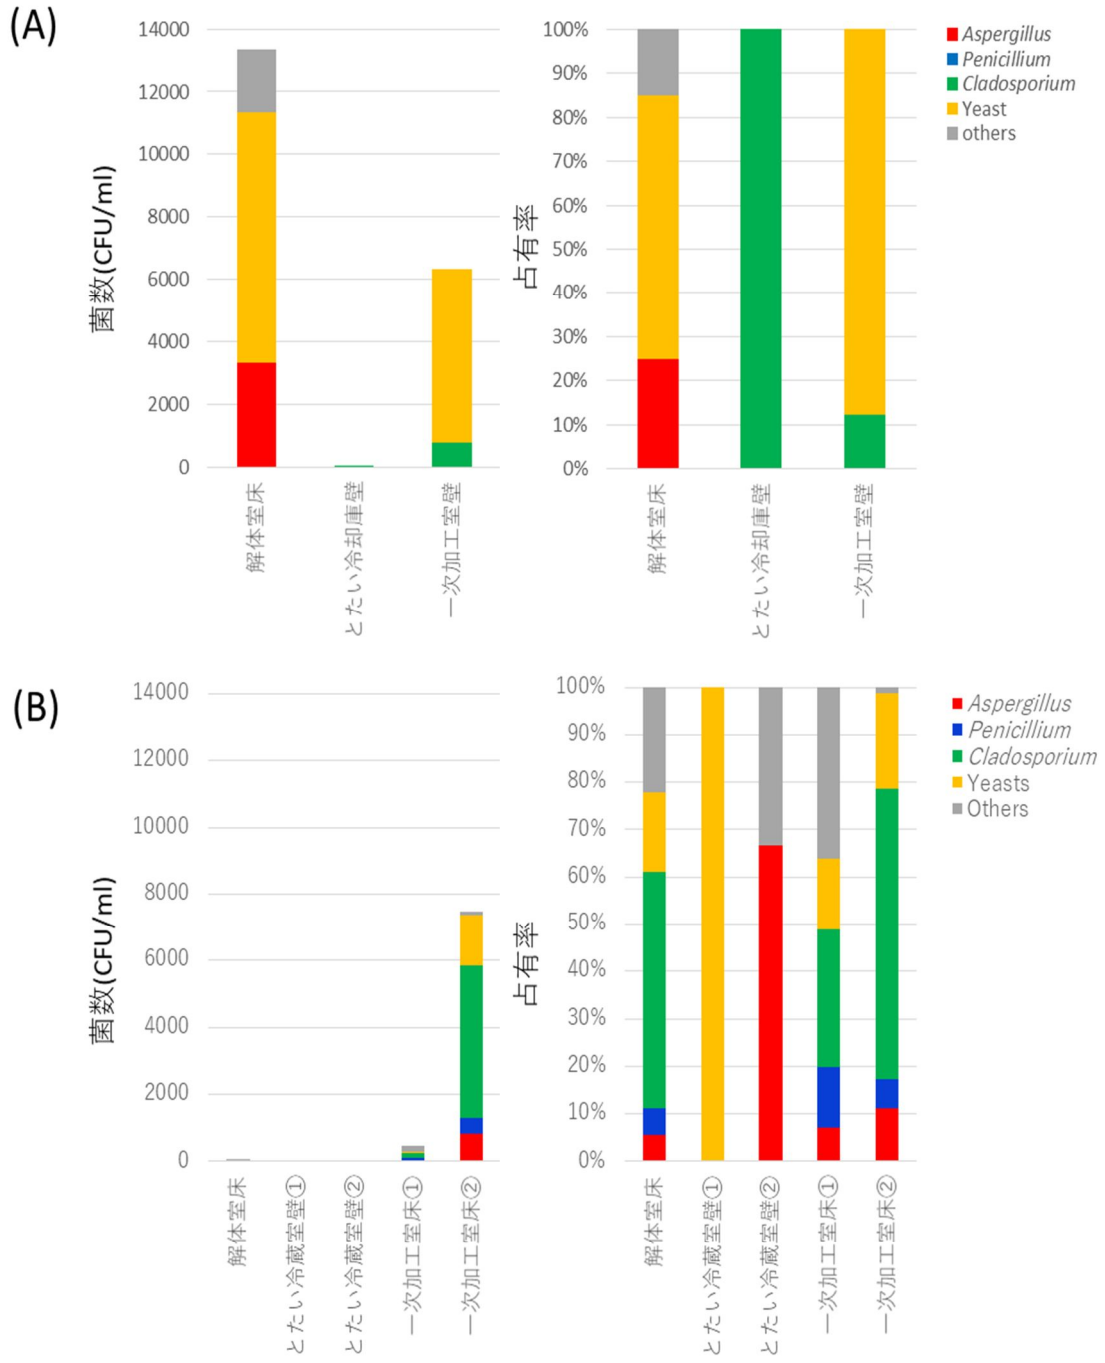 (A)
菌数(CFU/ml)
14000
12000
10000
8000
6000
4000
2000
0
解体室床
とたい冷却庫壁
一次加工室壁
占有率
100%
90%
80%
70%
60%
50%
40%
30%
20%
10%
0%
解体室床
とたい冷却庫壁
一次加工室壁
Aspergillus
Penicillium
Cladosporium
Yeast
others
(B)
菌数(CFU/ml)
14000
12000
10000
8000
6000
4000
2000
0
解体室床
とたい冷蔵室壁①
とたい冷蔵室壁②
一次加工室床①
一次加工室床②
占有率
100%
90%
80%
70%
60%
50%
40%
30%
20%
10%
0%
解体室床
とたい冷蔵室壁①
とたい冷蔵室壁②
一次加工室床①
一次加工室床②
Aspergillus
Penicillium
Cladosporium
Yeasts
Others